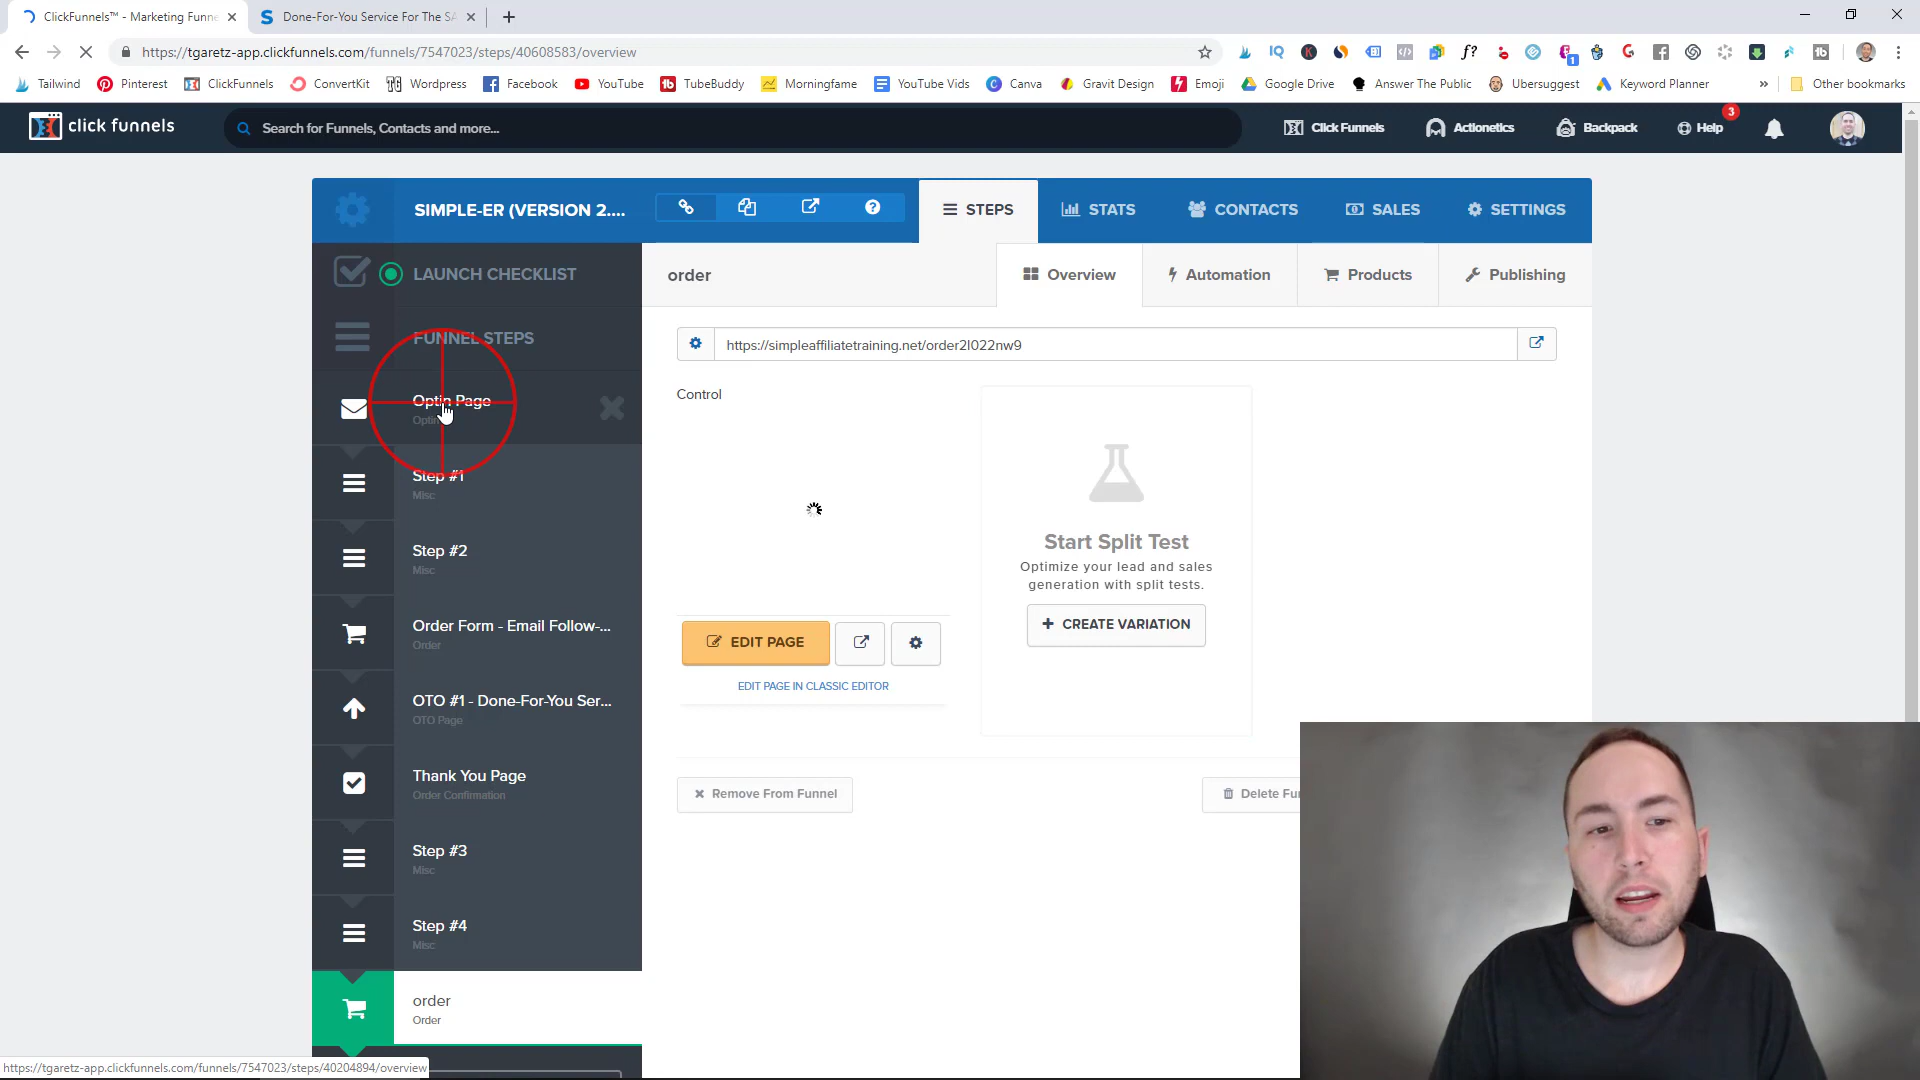 ClickFunnels™ - Marketing Funne
Done-For-You Service For The SA
https://tgaretz-app.clickfunnels.com/funnels/7547023/steps/40608583/overview
Tailwind
Pinterest
ClickFunnels
ConvertKit
Wordpress
Facebook
YouTube
TubeBuddy
Morningfame
YouTube Vids
Canva
Gravit Design
Emoji
Google Drive
Answer The Public
Ubersuggest
Keyword Planner
»
Other bookmarks
click funnels
Search for Funnels, Contacts and more...
Click Funnels
Actionetics
Backpack
Help
3
SIMPLE-ER (VERSION 2....
STEPS
STATS
CONTACTS
SALES
SETTINGS
LAUNCH CHECKLIST
order
Overview
Automation
Products
Publishing
FUNNEL STEPS
https://simpleaffiliatetraining.net/order2l022nw9
Control
Optin Page
Optin
Step #1
Misc
Step #2
Misc
Order Form - Email Follow-...
Order
OTO #1 - Done-For-You Ser...
OTO Page
Thank You Page
Order Confirmation
Step #3
Misc
Step #4
Misc
order
Order
Start Split Test
Optimize your lead and sales
generation with split tests.
+ CREATE VARIATION
EDIT PAGE
EDIT PAGE IN CLASSIC EDITOR
Remove From Funnel
Delete Fu
https://tgaretz-app.clickfunnels.com/funnels/7547023/steps/40204894/overview